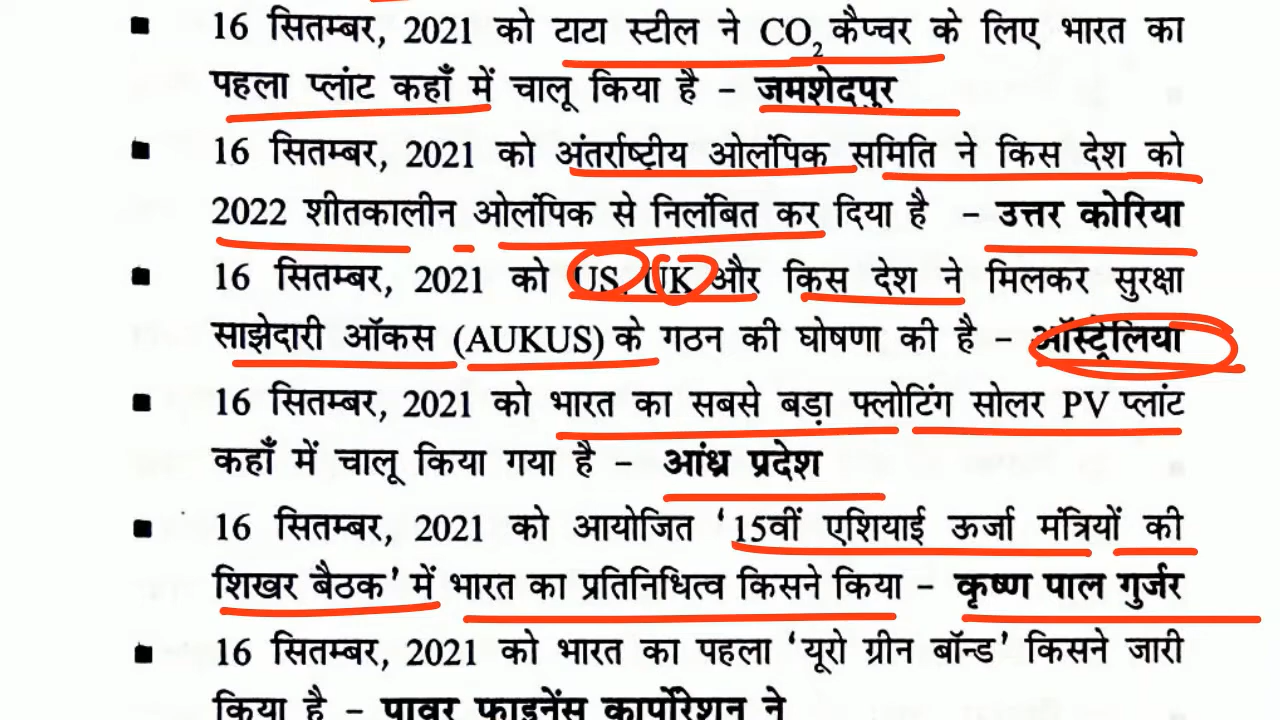 ▪ 16 सितम्बर, 2021 को टाटा स्टील ने CO₂ कैप्चर के लिए भारत का
पहला प्लांट कहाँ में चालू किया है – जमशेदपुर
▪ 16 सितम्बर, 2021 को अंतर्राष्ट्रीय ओलंपिक समिति ने किस देश को
2022 शीतकालीन ओलंपिक से निलंबित कर दिया है – उत्तर कोरिया
▪ 16 सितम्बर, 2021 को US, UK और किस देश ने मिलकर सुरक्षा
साझेदारी ऑकस (AUKUS) के गठन की घोषणा की है – ऑस्ट्रेलिया
▪ 16 सितम्बर, 2021 को भारत का सबसे बड़ा फ्लोटिंग सोलर PV प्लांट
कहाँ में चालू किया गया है – आंध्र प्रदेश
▪ 16 सितम्बर, 2021 को आयोजित ‘15वीं एशियाई ऊर्जा मंत्रियों की
शिखर बैठक’ में भारत का प्रतिनिधित्व किसने किया – कृष्ण पाल गुर्जर
▪ 16 सितम्बर, 2021 को भारत का पहला ‘यूरो ग्रीन बॉन्ड’ किसने जारी
किया है – पावर फाइनेंस कार्पोरेशन ने